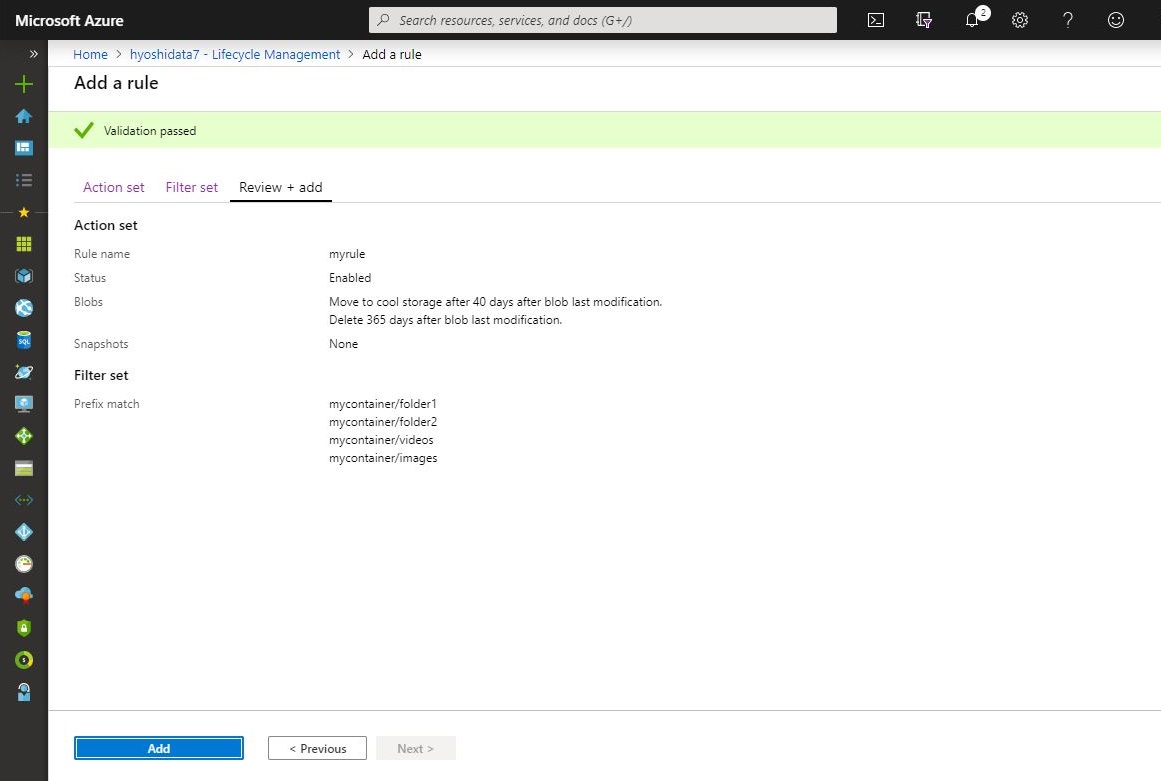 Microsoft Azure
Search resources, services, and docs (G+/)
2
Home > hyoshidata7 - Lifecycle Management > Add a rule
Add a rule
Validation passed
Action set Filter set Review + add
Action set
Rule name myrule
Status Enabled
Blobs Move to cool storage after 40 days after blob last modification.
Delete 365 days after blob last modification.
Snapshots None
Filter set
Prefix match mycontainer/folder1
mycontainer/folder2
mycontainer/videos
mycontainer/images
Add < Previous Next >